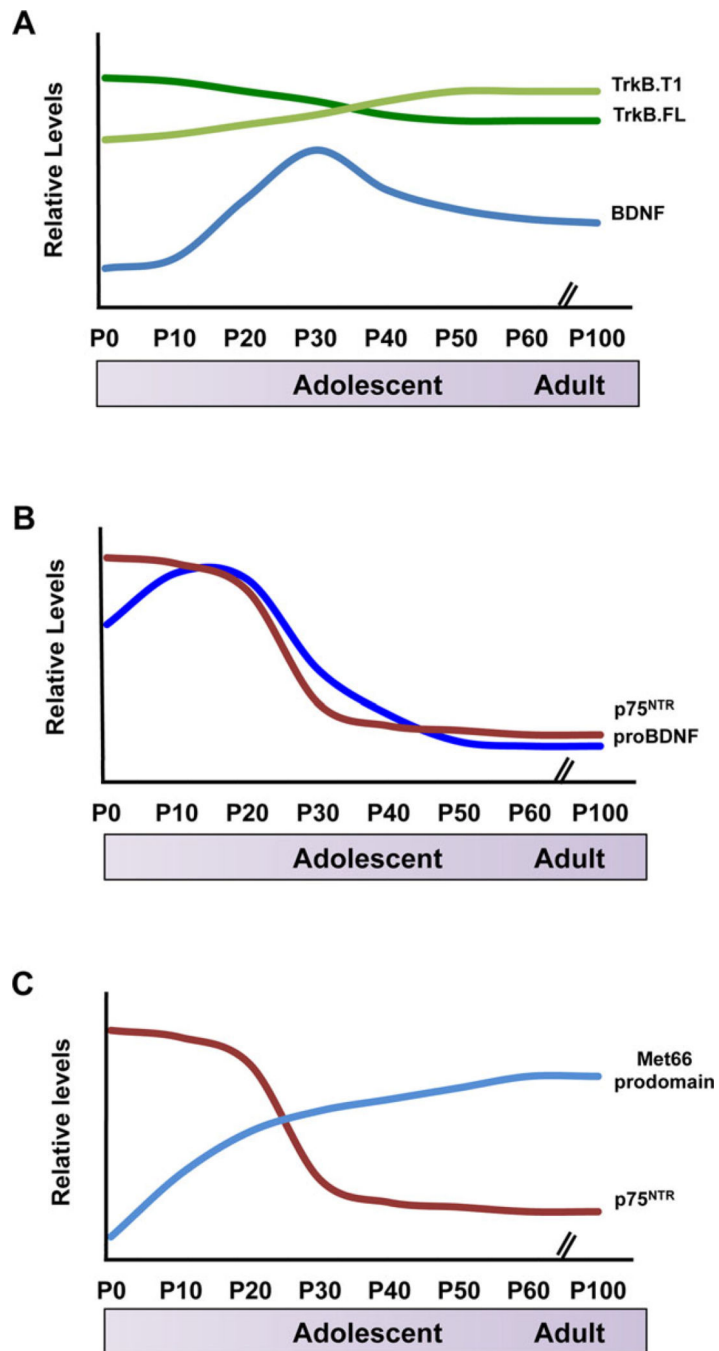 A
Relative Levels
TrkB.T1
TrkB.FL
BDNF
P0 P10 P20 P30 P40 P50 P60 P100
Adolescent Adult
B
Relative Levels
p75NTR
proBDNF
P0 P10 P20 P30 P40 P50 P60 P100
Adolescent Adult
C
Relative levels
Met66
prodomain
p75NTR
P0 P10 P20 P30 P40 P50 P60 P100
Adolescent Adult